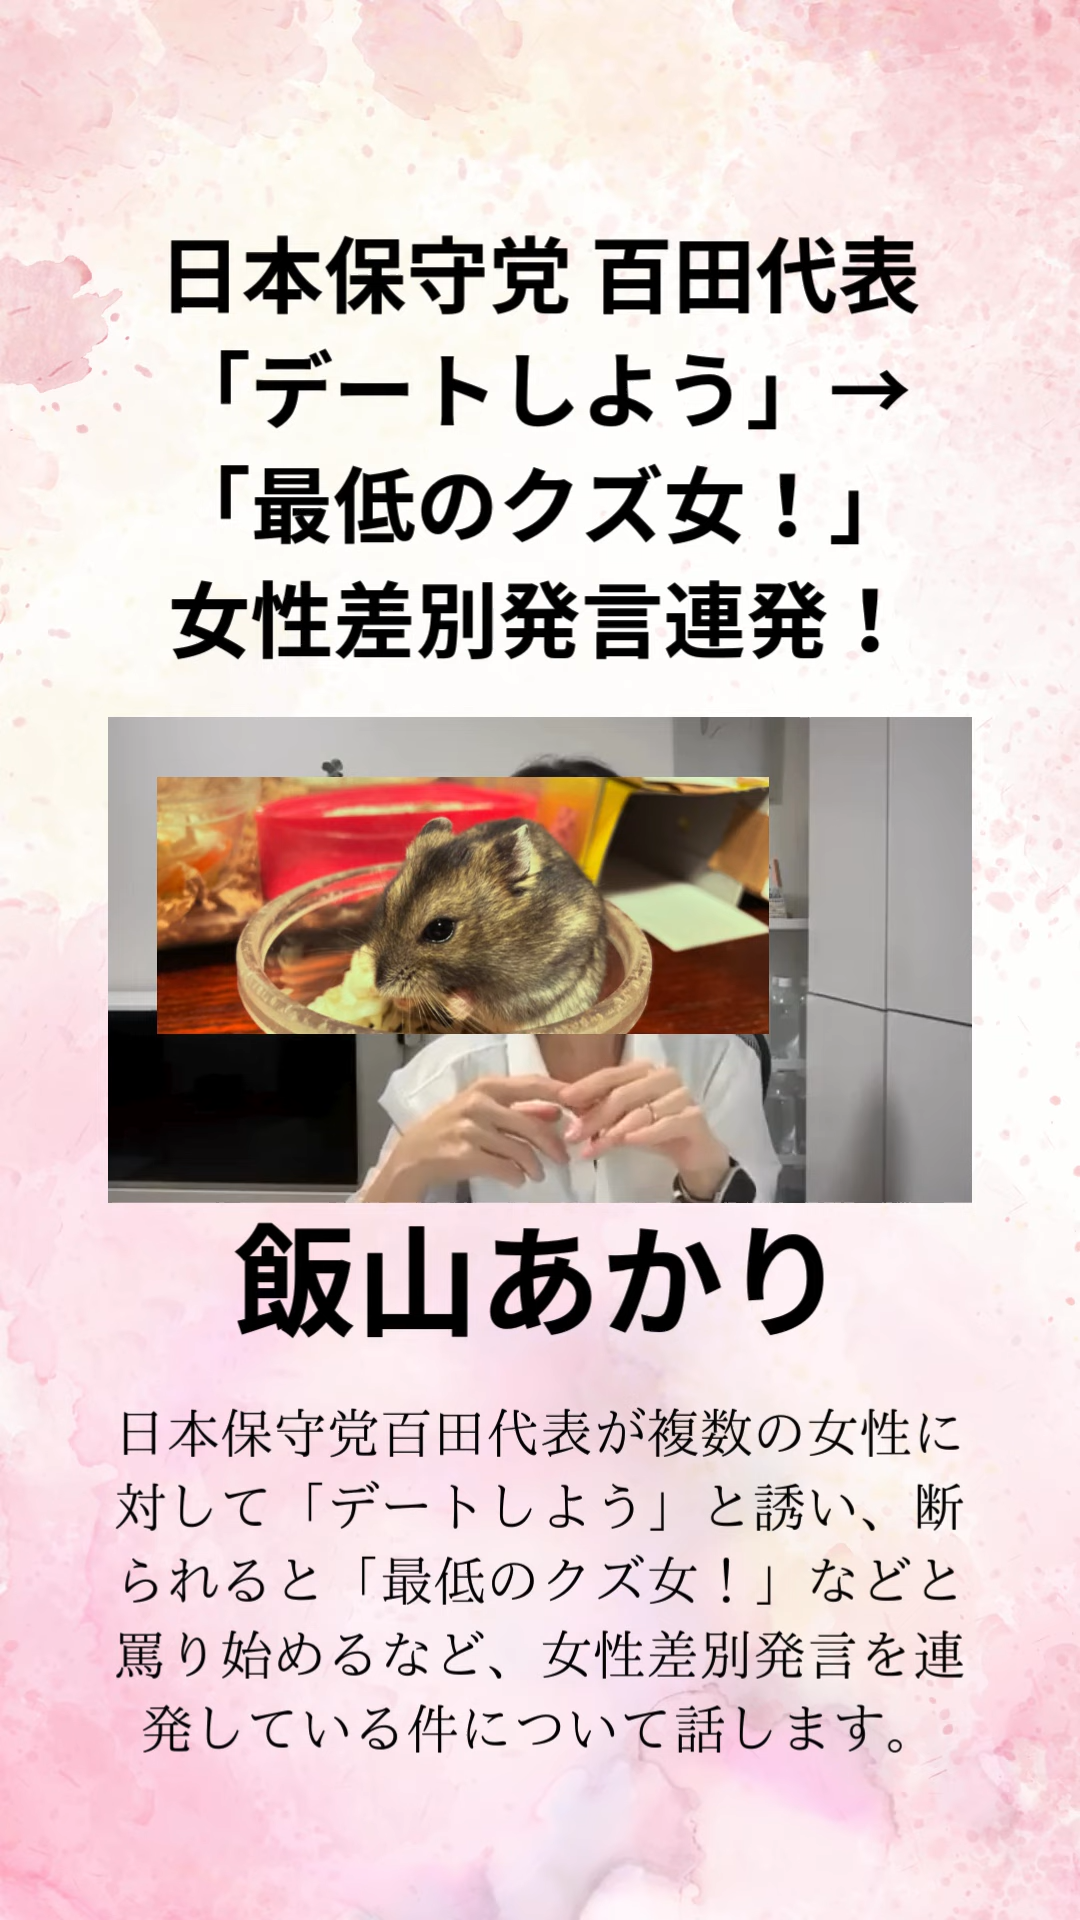 日本保守党 百田代表
「デートしよう」→
「最低のクズ女！」
女性差別発言連発！
飯山あかり
日本保守党百田代表が複数の女性に
対して「デートしよう」と誘い、断
られると「最低のクズ女！」などと
罵り始めるなど、女性差別発言を連
発している件について話します。